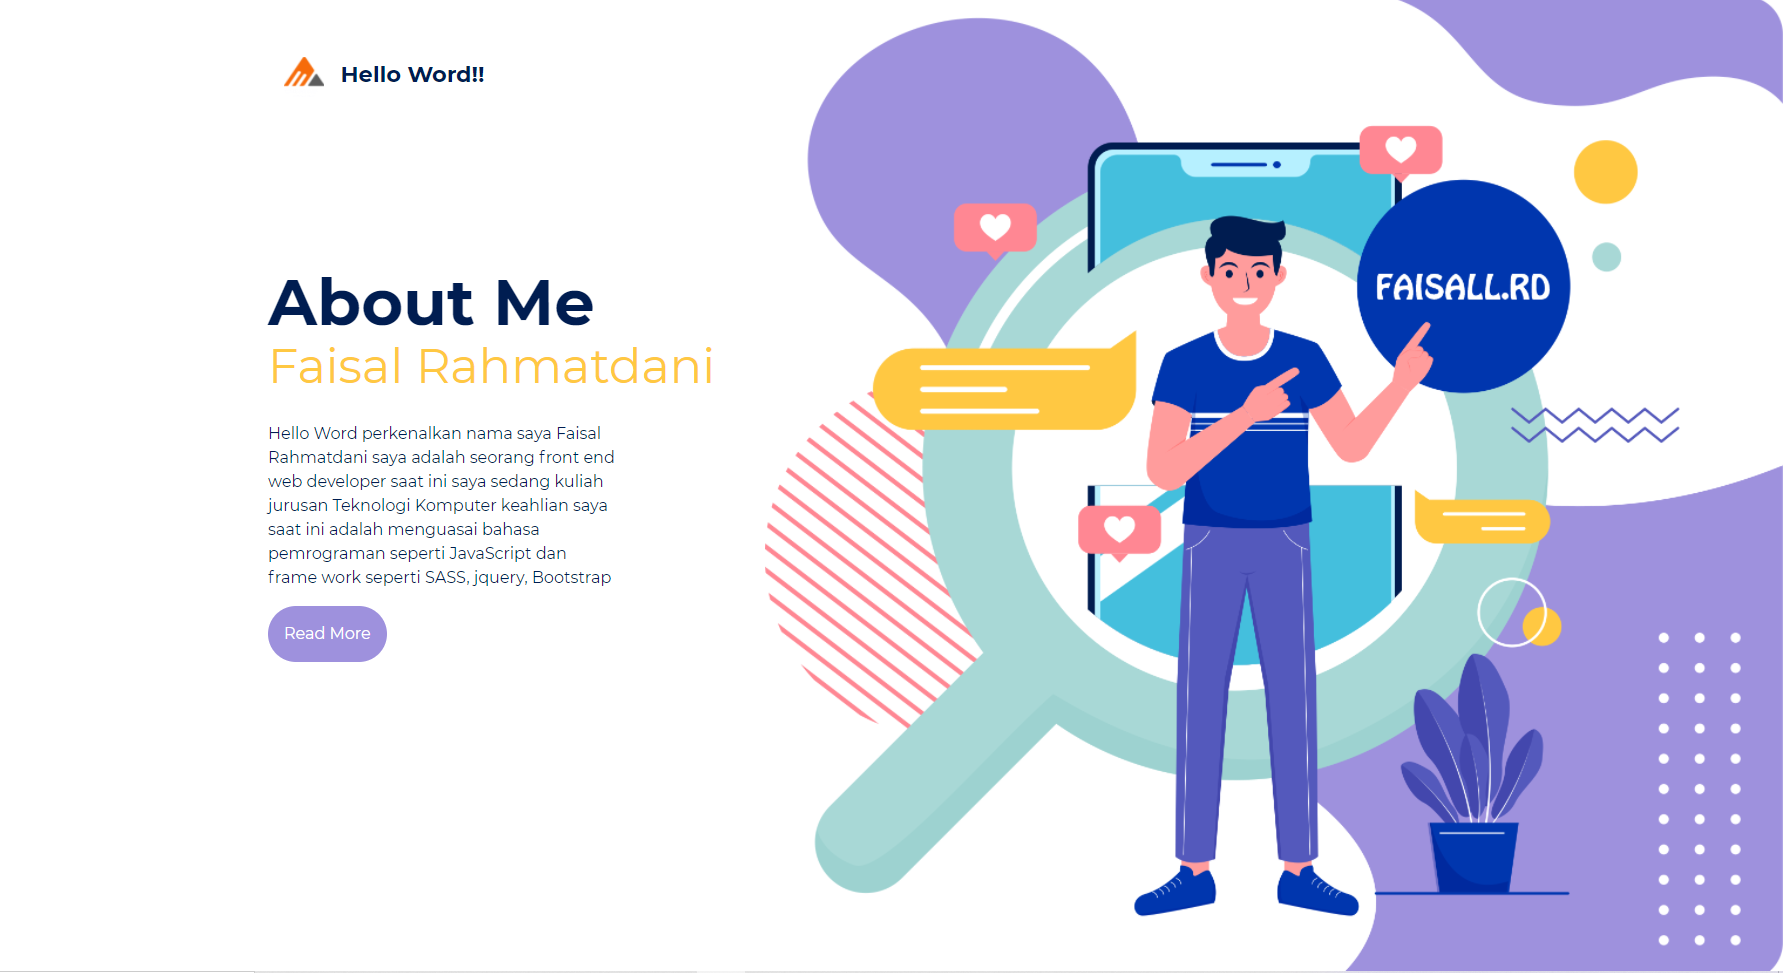 Hello Word!!
About Me
Faisal Rahmatdani
Hello Word perkenalkan nama saya Faisal
Rahmatdani saya adalah seorang front end
web developer saat ini saya sedang kuliah
jurusan Teknologi Komputer keahlian saya
saat ini adalah menguasai bahasa
pemrograman seperti JavaScript dan
frame work seperti SASS, jquery, Bootstrap
Read More
FAISALL.RD